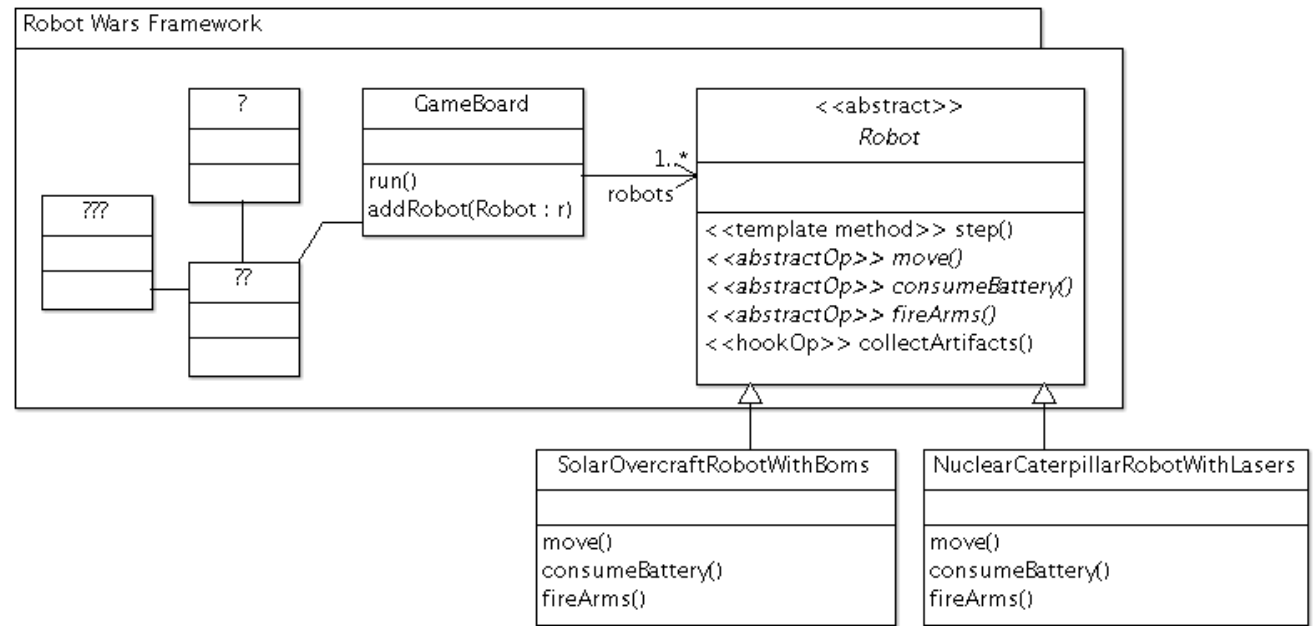 Robot Wars Framework
?
GameBoard
run()
addRobot(Robot : r)
1..*
robots
<<abstract>>
Robot
<<template method>> step()
<<abstractOp>> move()
<<abstractOp>> consumeBattery()
<<abstractOp>> fireArms()
<<hookOp>> collectArtifacts()
???
??
SolarOvercraftRobotWithBoms
move()
consumeBattery()
fireArms()
NuclearCaterpillarRobotWithLasers
move()
consumeBattery()
fireArms()